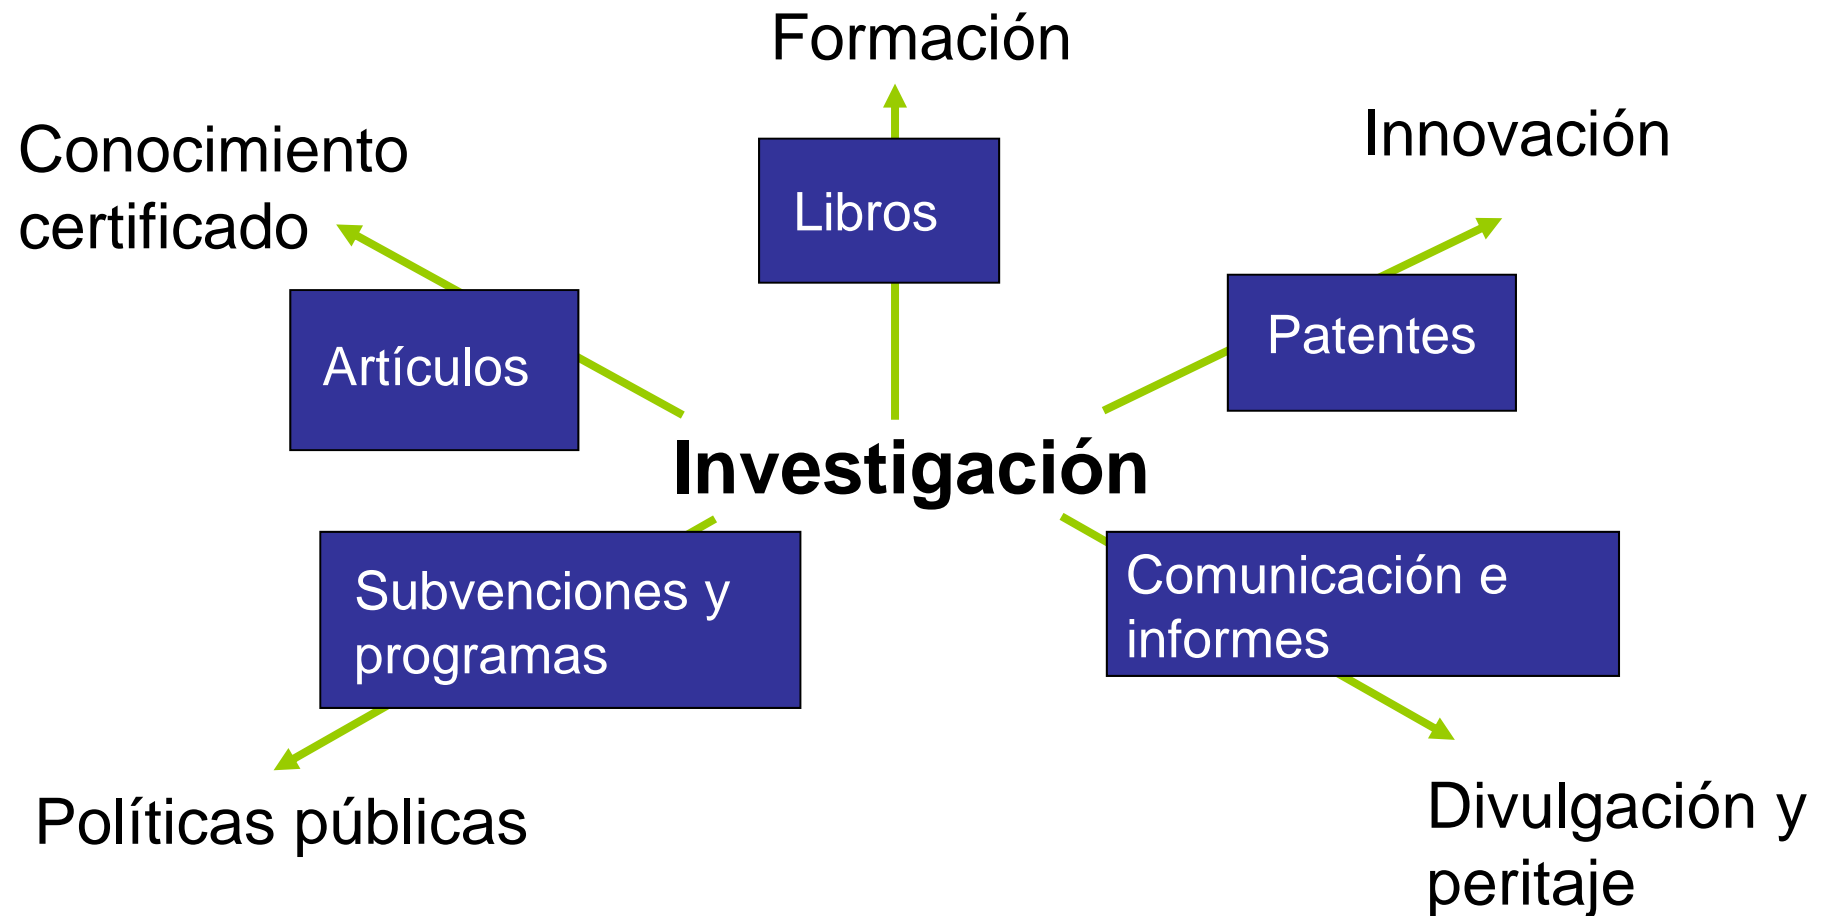 Formación
Conocimiento
certificado
Innovación
Libros
Patentes
Artículos
Investigación
Subvenciones y
programas
Comunicación e
informes
Políticas públicas
Divulgación y
peritaje